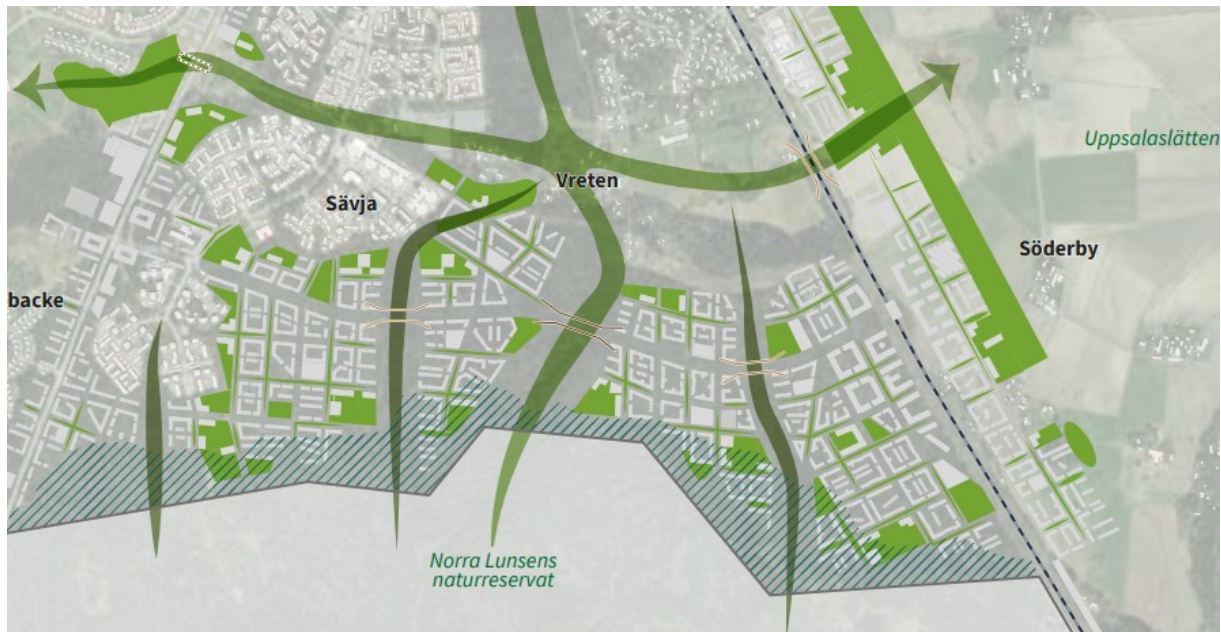 Uppsalaslätten
Vreten
Sävja
Söderby
backe
Norra Lunsens
naturreservat